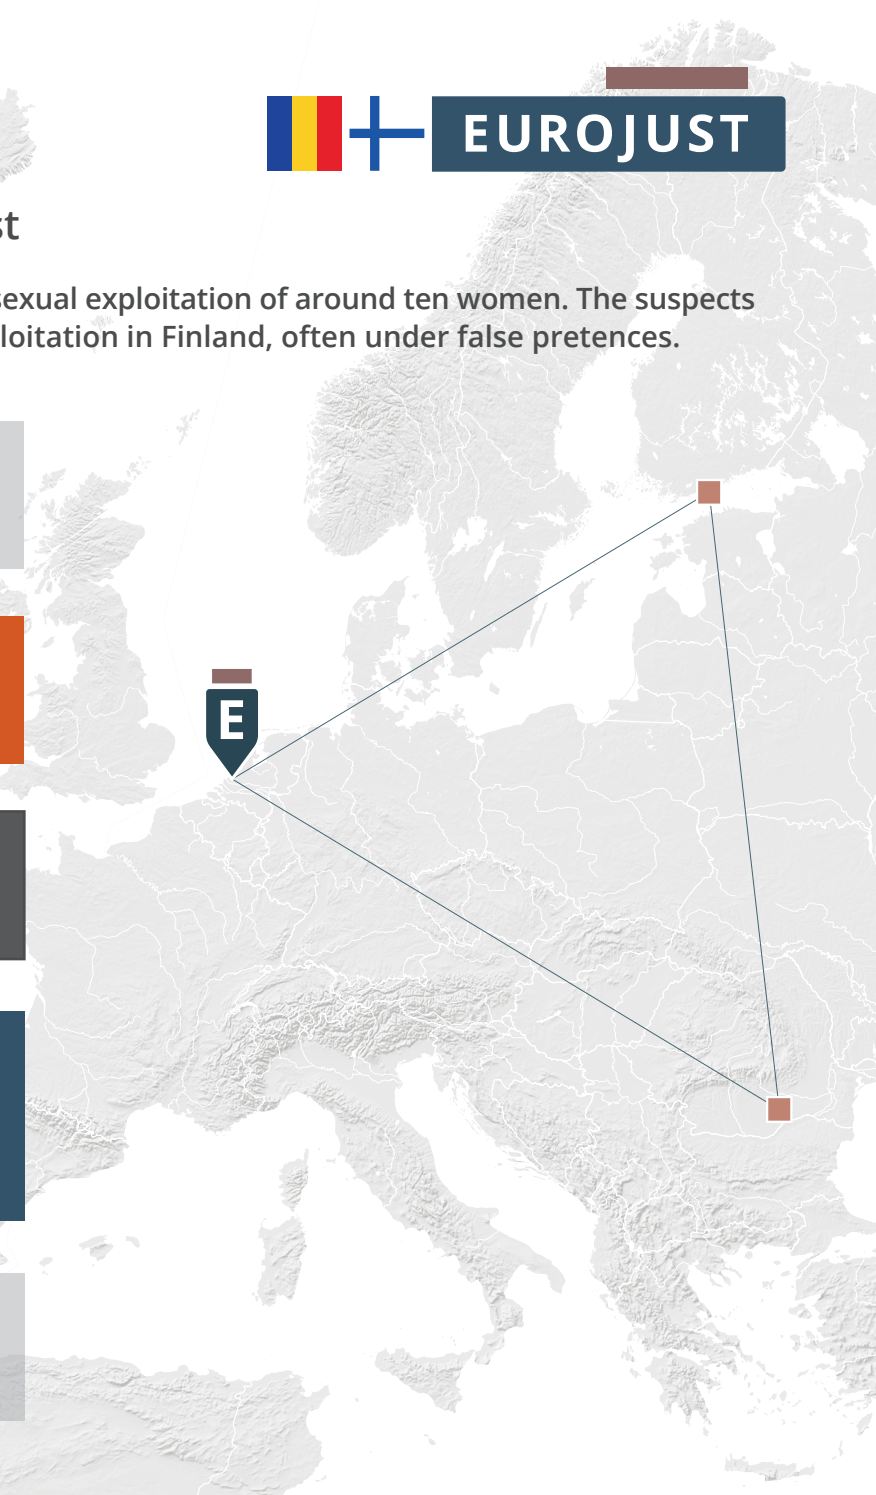 EUROJUST
st
sexual exploitation of around ten women. The suspects
loitation in Finland, often under false pretences.
E